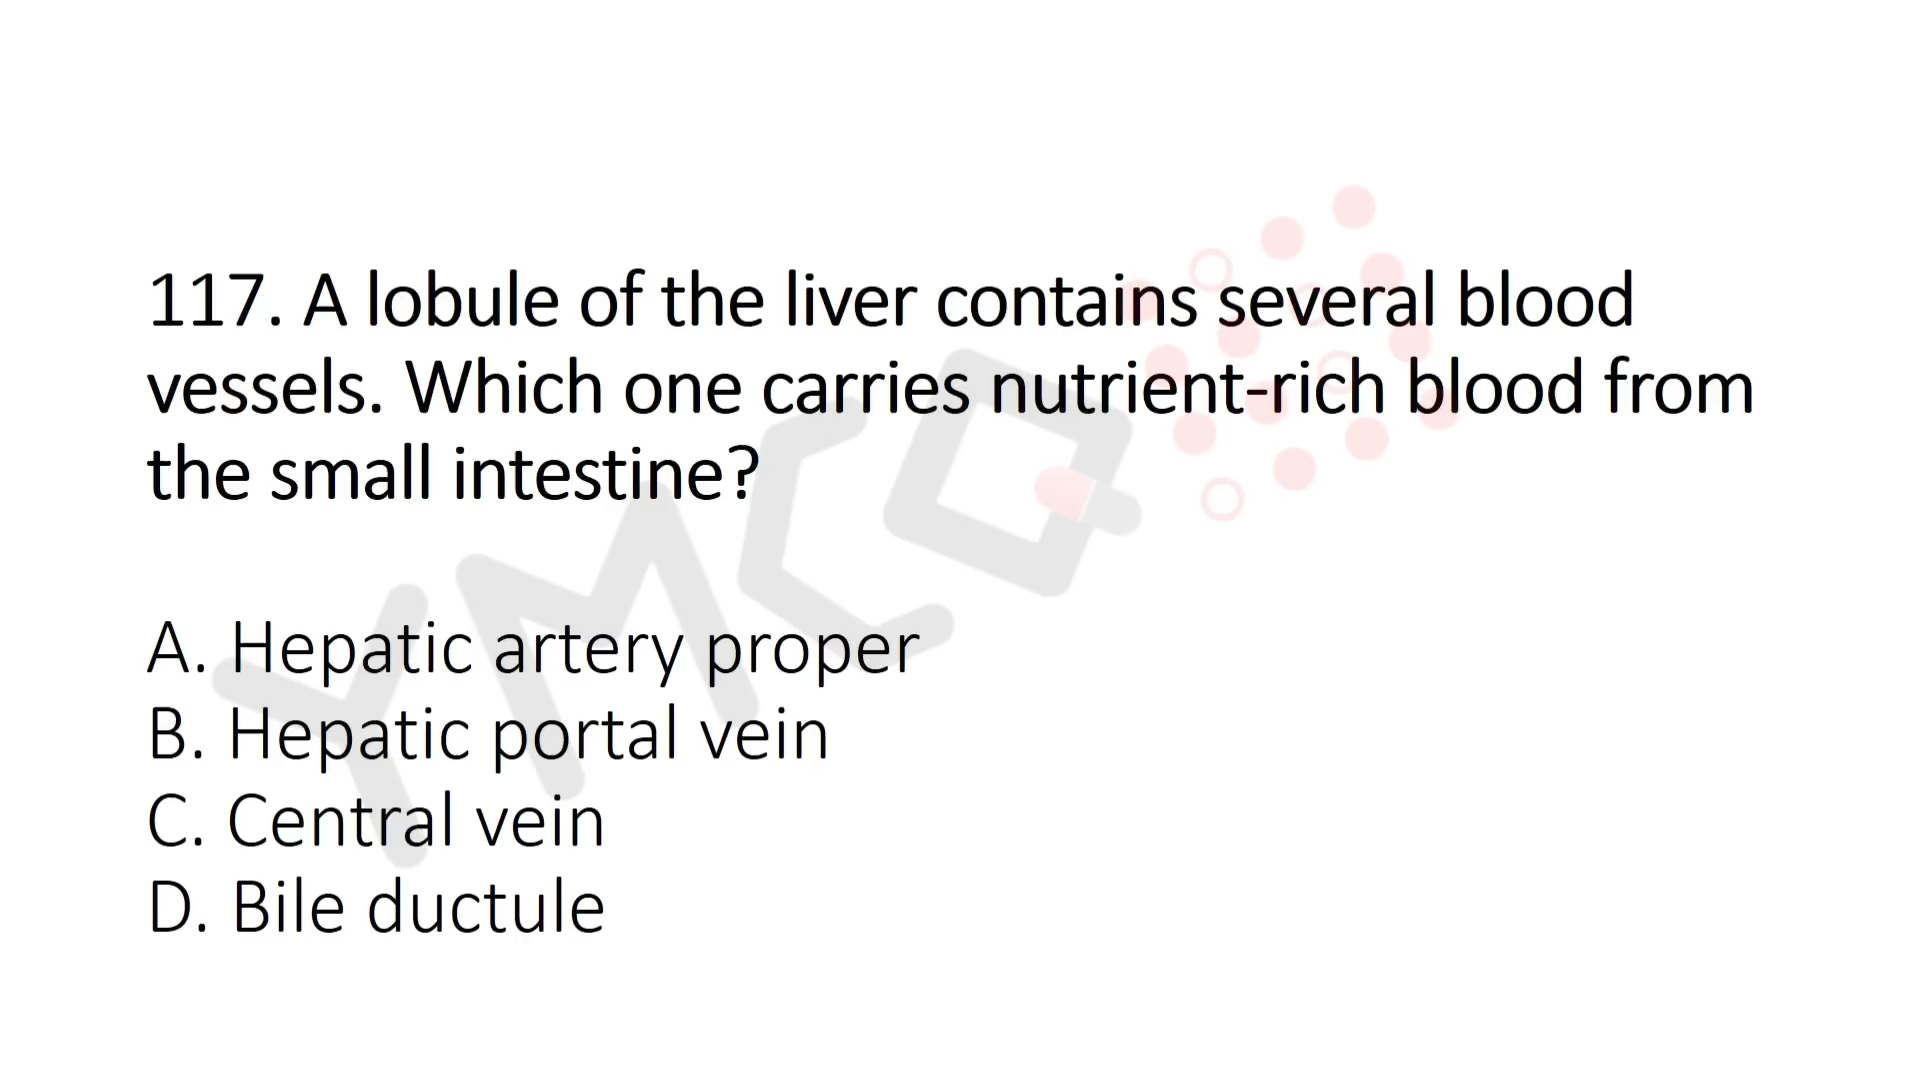 117. A lobule of the liver contains several blood
vessels. Which one carries nutrient-rich blood from
the small intestine?
A. Hepatic artery proper
B. Hepatic portal vein
C. Central vein
D. Bile ductule
YMCQ